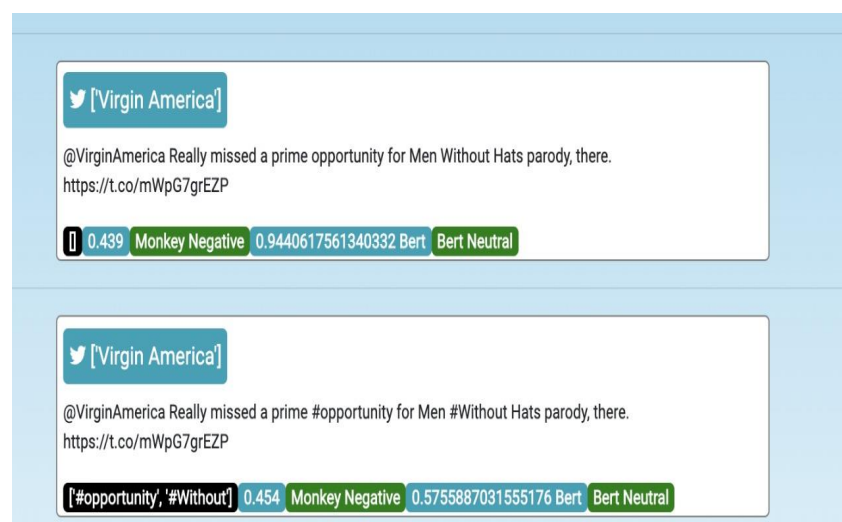 ['Virgin America']
@VirginAmerica Really missed a prime opportunity for Men Without Hats parody, there.
https://t.co/mWpG7grEZP
[] 0.439 Monkey Negative 0.9440617561340332 Bert Bert Neutral
['Virgin America']
@VirginAmerica Really missed a prime #opportunity for Men #Without Hats parody, there.
https://t.co/mWpG7grEZP
['#opportunity', '#Without'] 0.454 Monkey Negative 0.5755887031555176 Bert Bert Neutral